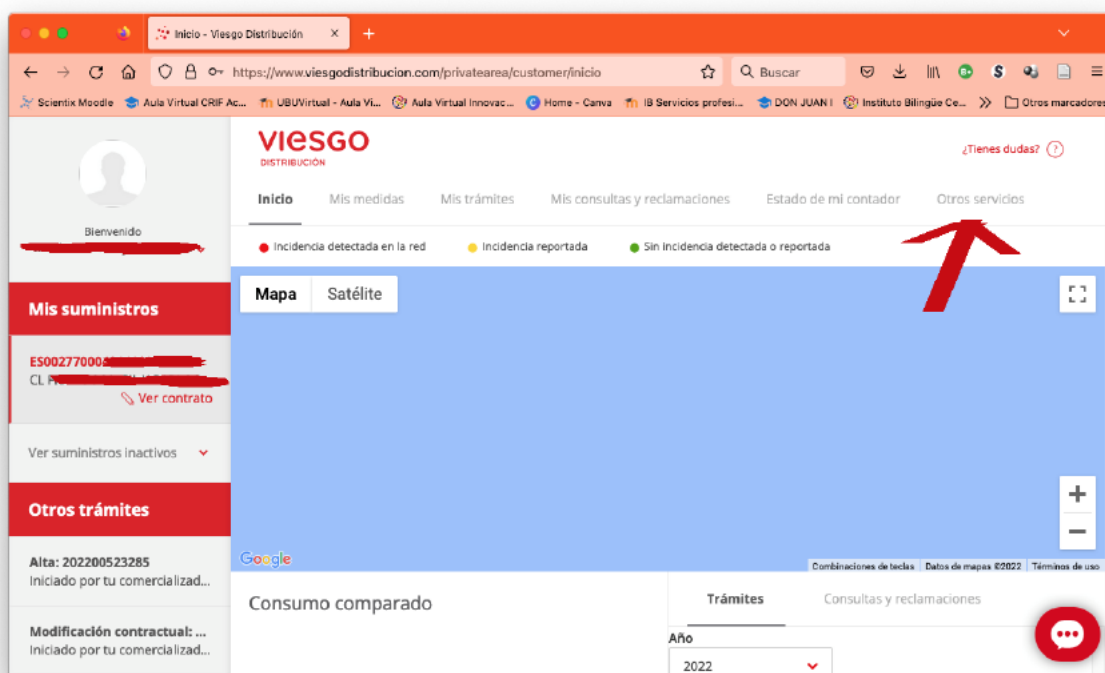 Inicio - Viesgo Distribución
https://www.viesgodistribucion.com/privatearea/customer/inicio
Buscar
Scientix Moodle
Aula Virtual CRIF Ac...
UBUVirtual - Aula Vi...
Aula Virtual Innovac...
Home - Canva
IB Servicios profesi...
DON JUAN I
Instituto Bilingüe Ce...
Otros marcadores
Bienvenido
Mis suministros
ES00277000
CL
Ver contrato
Ver suministros inactivos
Otros trámites
Alta: 202200523285
Iniciado por tu comercializad...
Modificación contractual: ...
Iniciado por tu comercializad...
VIESGO
DISTRIBUCIÓN
¿Tienes dudas? ?
Inicio Mis medidas Mis trámites Mis consultas y reclamaciones Estado de mi contador Otros servicios
Incidencia detectada en la red Incidencia reportada Sin incidencia detectada o reportada
Mapa Satélite
Google
Combinaciones de teclas Datos de mapas ©2022 Términos de uso
Consumo comparado
Trámites Consultas y reclamaciones
Año
2022